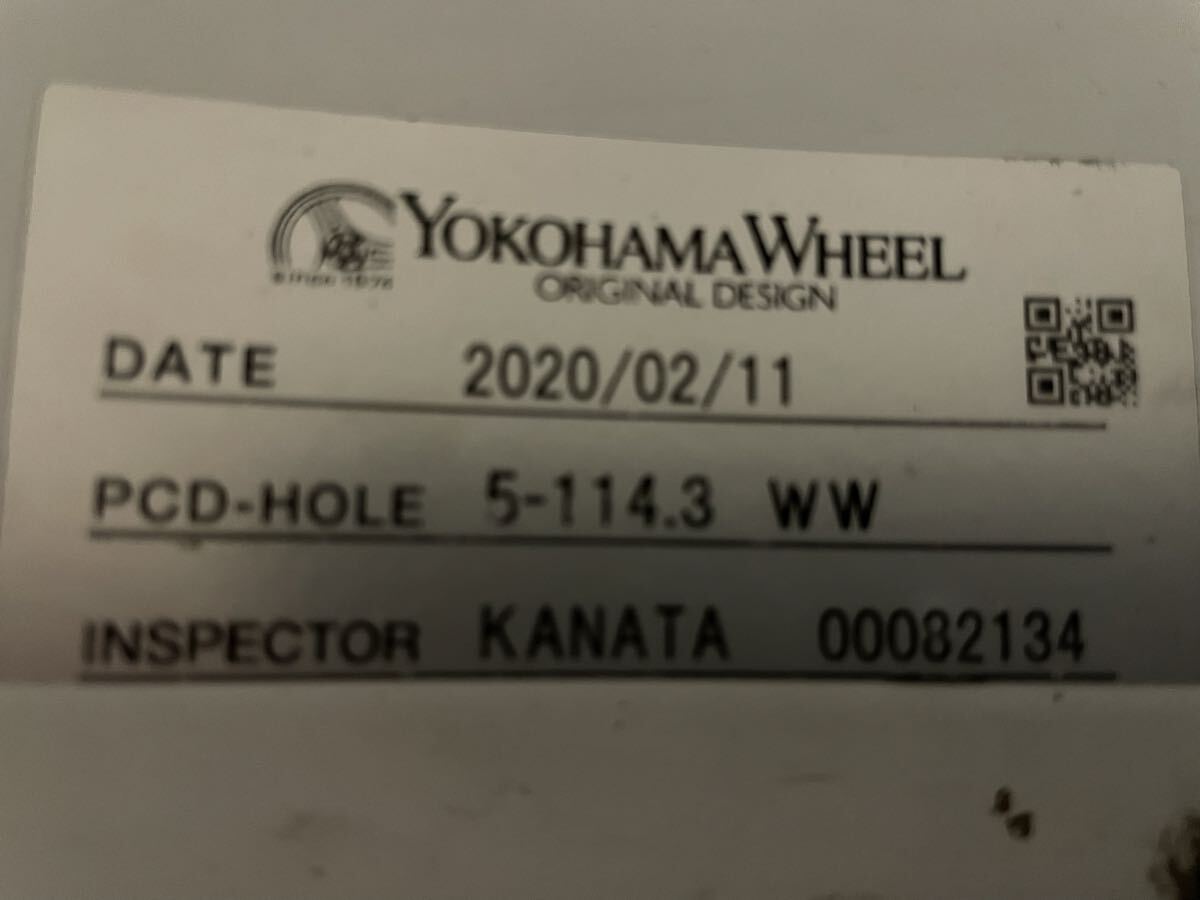 YOKOHAMA WHEEL
ORIGINAL DESIGN
DATE 2020/02/11
PCD-HOLE 5-114.3 WW
INSPECTOR KANATA 00082134